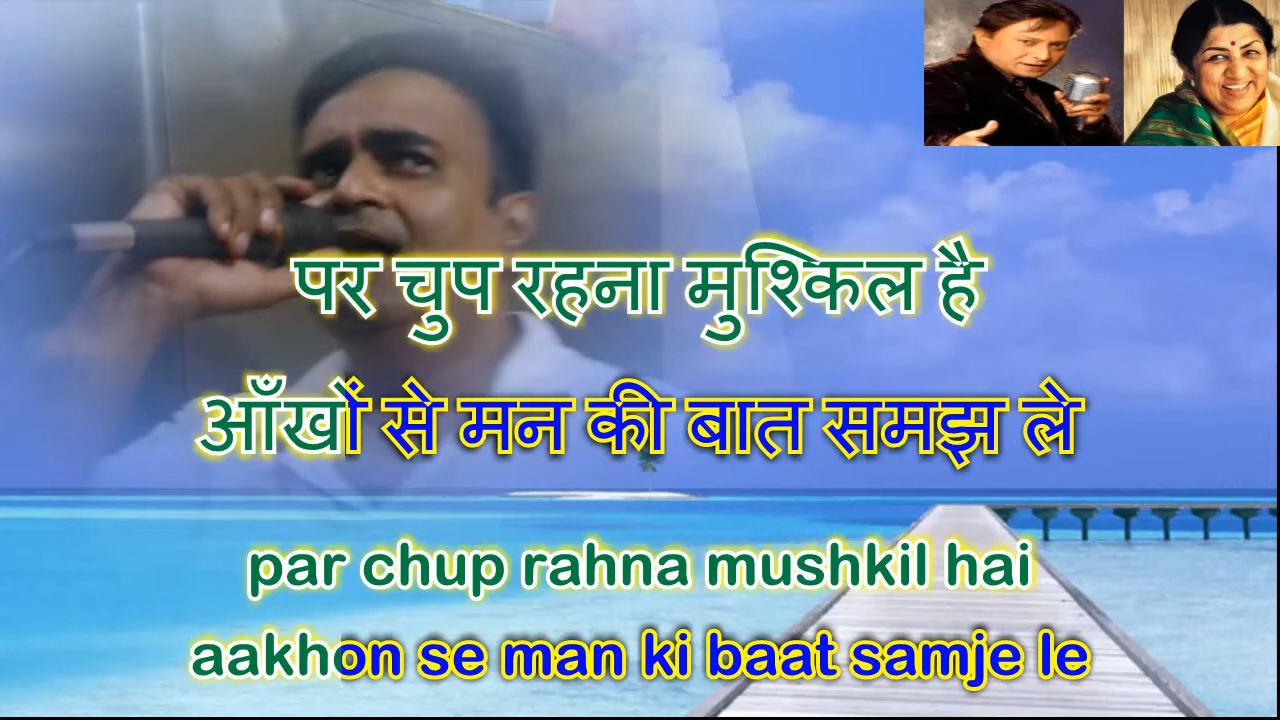 पर चुप रहना मुश्किल है
आँखों से मन की बात समझ ले
par chup rahna mushkil hai
aakhon se man ki baat samje le